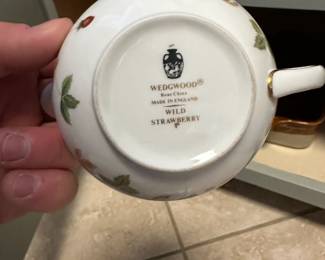 WEDGWOOD®
Bone China
MADE IN ENGLAND
WILD
STRAWBERRY